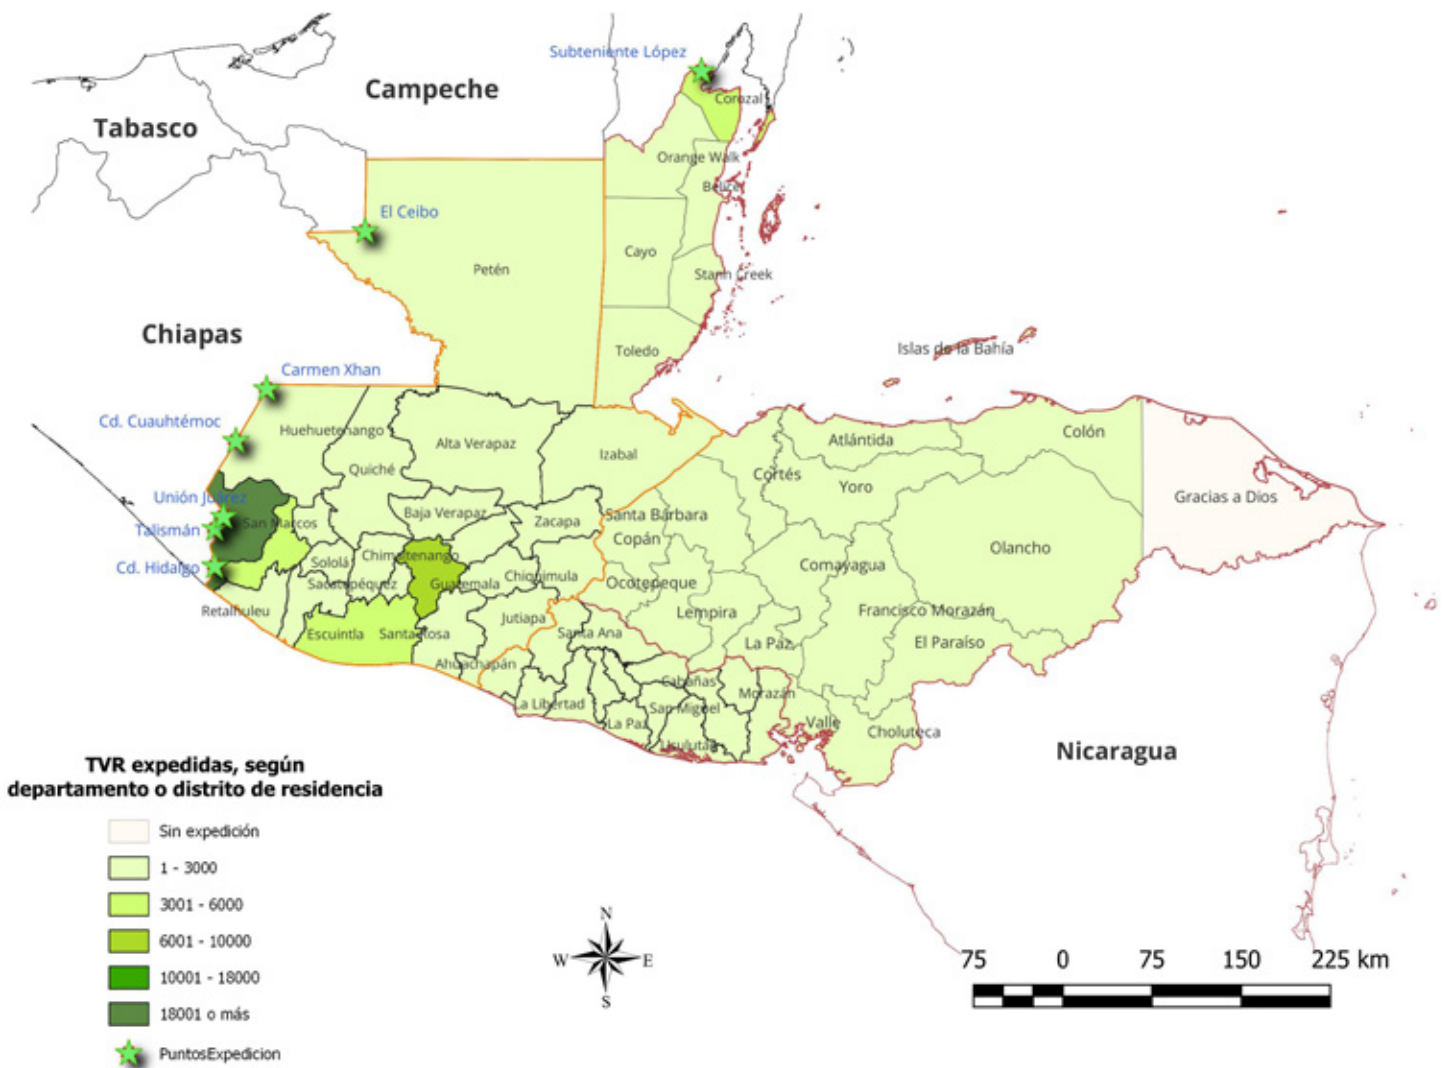 Subteniente López
Campeche
Corozal
Tabasco
Orange Walk
Belice
El Ceibo
Cayo
Petén
Stann Creek
Chiapas
Islas de la Bahía
Toledo
Carmen Xhan
Cd. Cuauhtémoc
Huehuetenango
Alta Verapaz
Colón
Atlántida
Izabal
Quiché
Cortés
Yoro
Unión Juárez
Gracias a Dios
Baja Verapaz
Santa Bárbara
San Marcos
Zacapa
Talismán
Copán
Olancho
Chimaltenango
Sololá
Comayagua
Cd. Hidalgo
Chiquimula
Sacatepéquez
Guatemala
Ocotepeque
Retalhuleu
Lempira
Francisco Morazán
Jutiapa
Escuintla
Santa Rosa
Santa Ana
La Paz
El Paraíso
Ahuachapán
Cabañas
Morazán
La Libertad
San Miguel
La Paz
Valle
Choluteca
Usulután
Nicaragua
TVR expedidas, según
departamento o distrito de residencia
Sin expedición
1 - 3000
3001 - 6000
6001 - 10000
10001 - 18000
18001 o más
PuntosExpedicion
N
W E
S
75 0 75 150 225 km